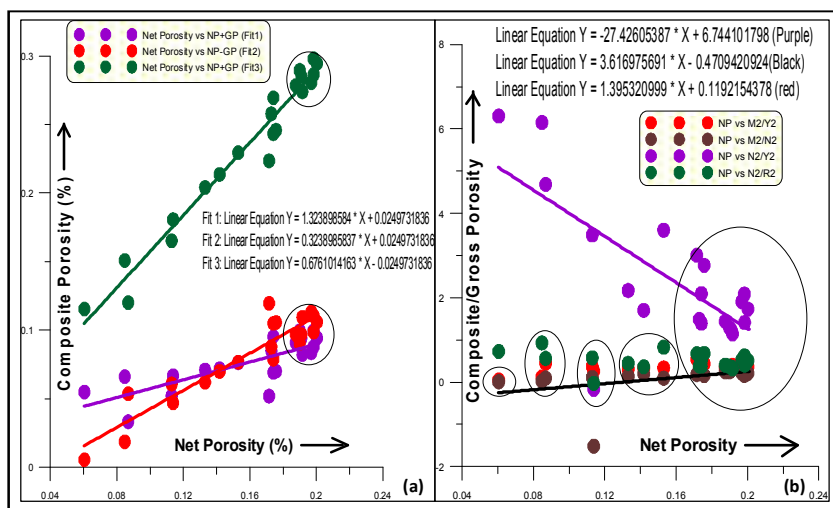 Net Porosity vs NP+GP (Fit1)
Net Porosity vs NP-GP (Fit2)
Net Porosity vs NP+GP (Fit3)
0.3
0.2
0.1
0
Composite Porosity (%)
Fit 1: Linear Equation Y = 1.323898584 * X + 0.0249731836
Fit 2: Linear Equation Y = 0.3238985837 * X + 0.0249731836
Fit 3: Linear Equation Y = 0.6761014163 * X - 0.0249731836
Net Porosity (%)
(a)
0.04 0.08 0.12 0.16 0.2 0.24
Linear Equation Y = -27.42605387 * X + 6.744101798 (Purple)
Linear Equation Y = 3.616975691 * X - 0.4709420924(Black)
Linear Equation Y = 1.395320999 * X + 0.1192154378 (red)
8
6
4
2
0
-2
Composite/Gross Porosity
NP vs M2/Y2
NP vs M2/N2
NP vs N2/Y2
NP vs N2/R2
Net Porosity
(b)
0.04 0.08 0.12 0.16 0.2 0.24